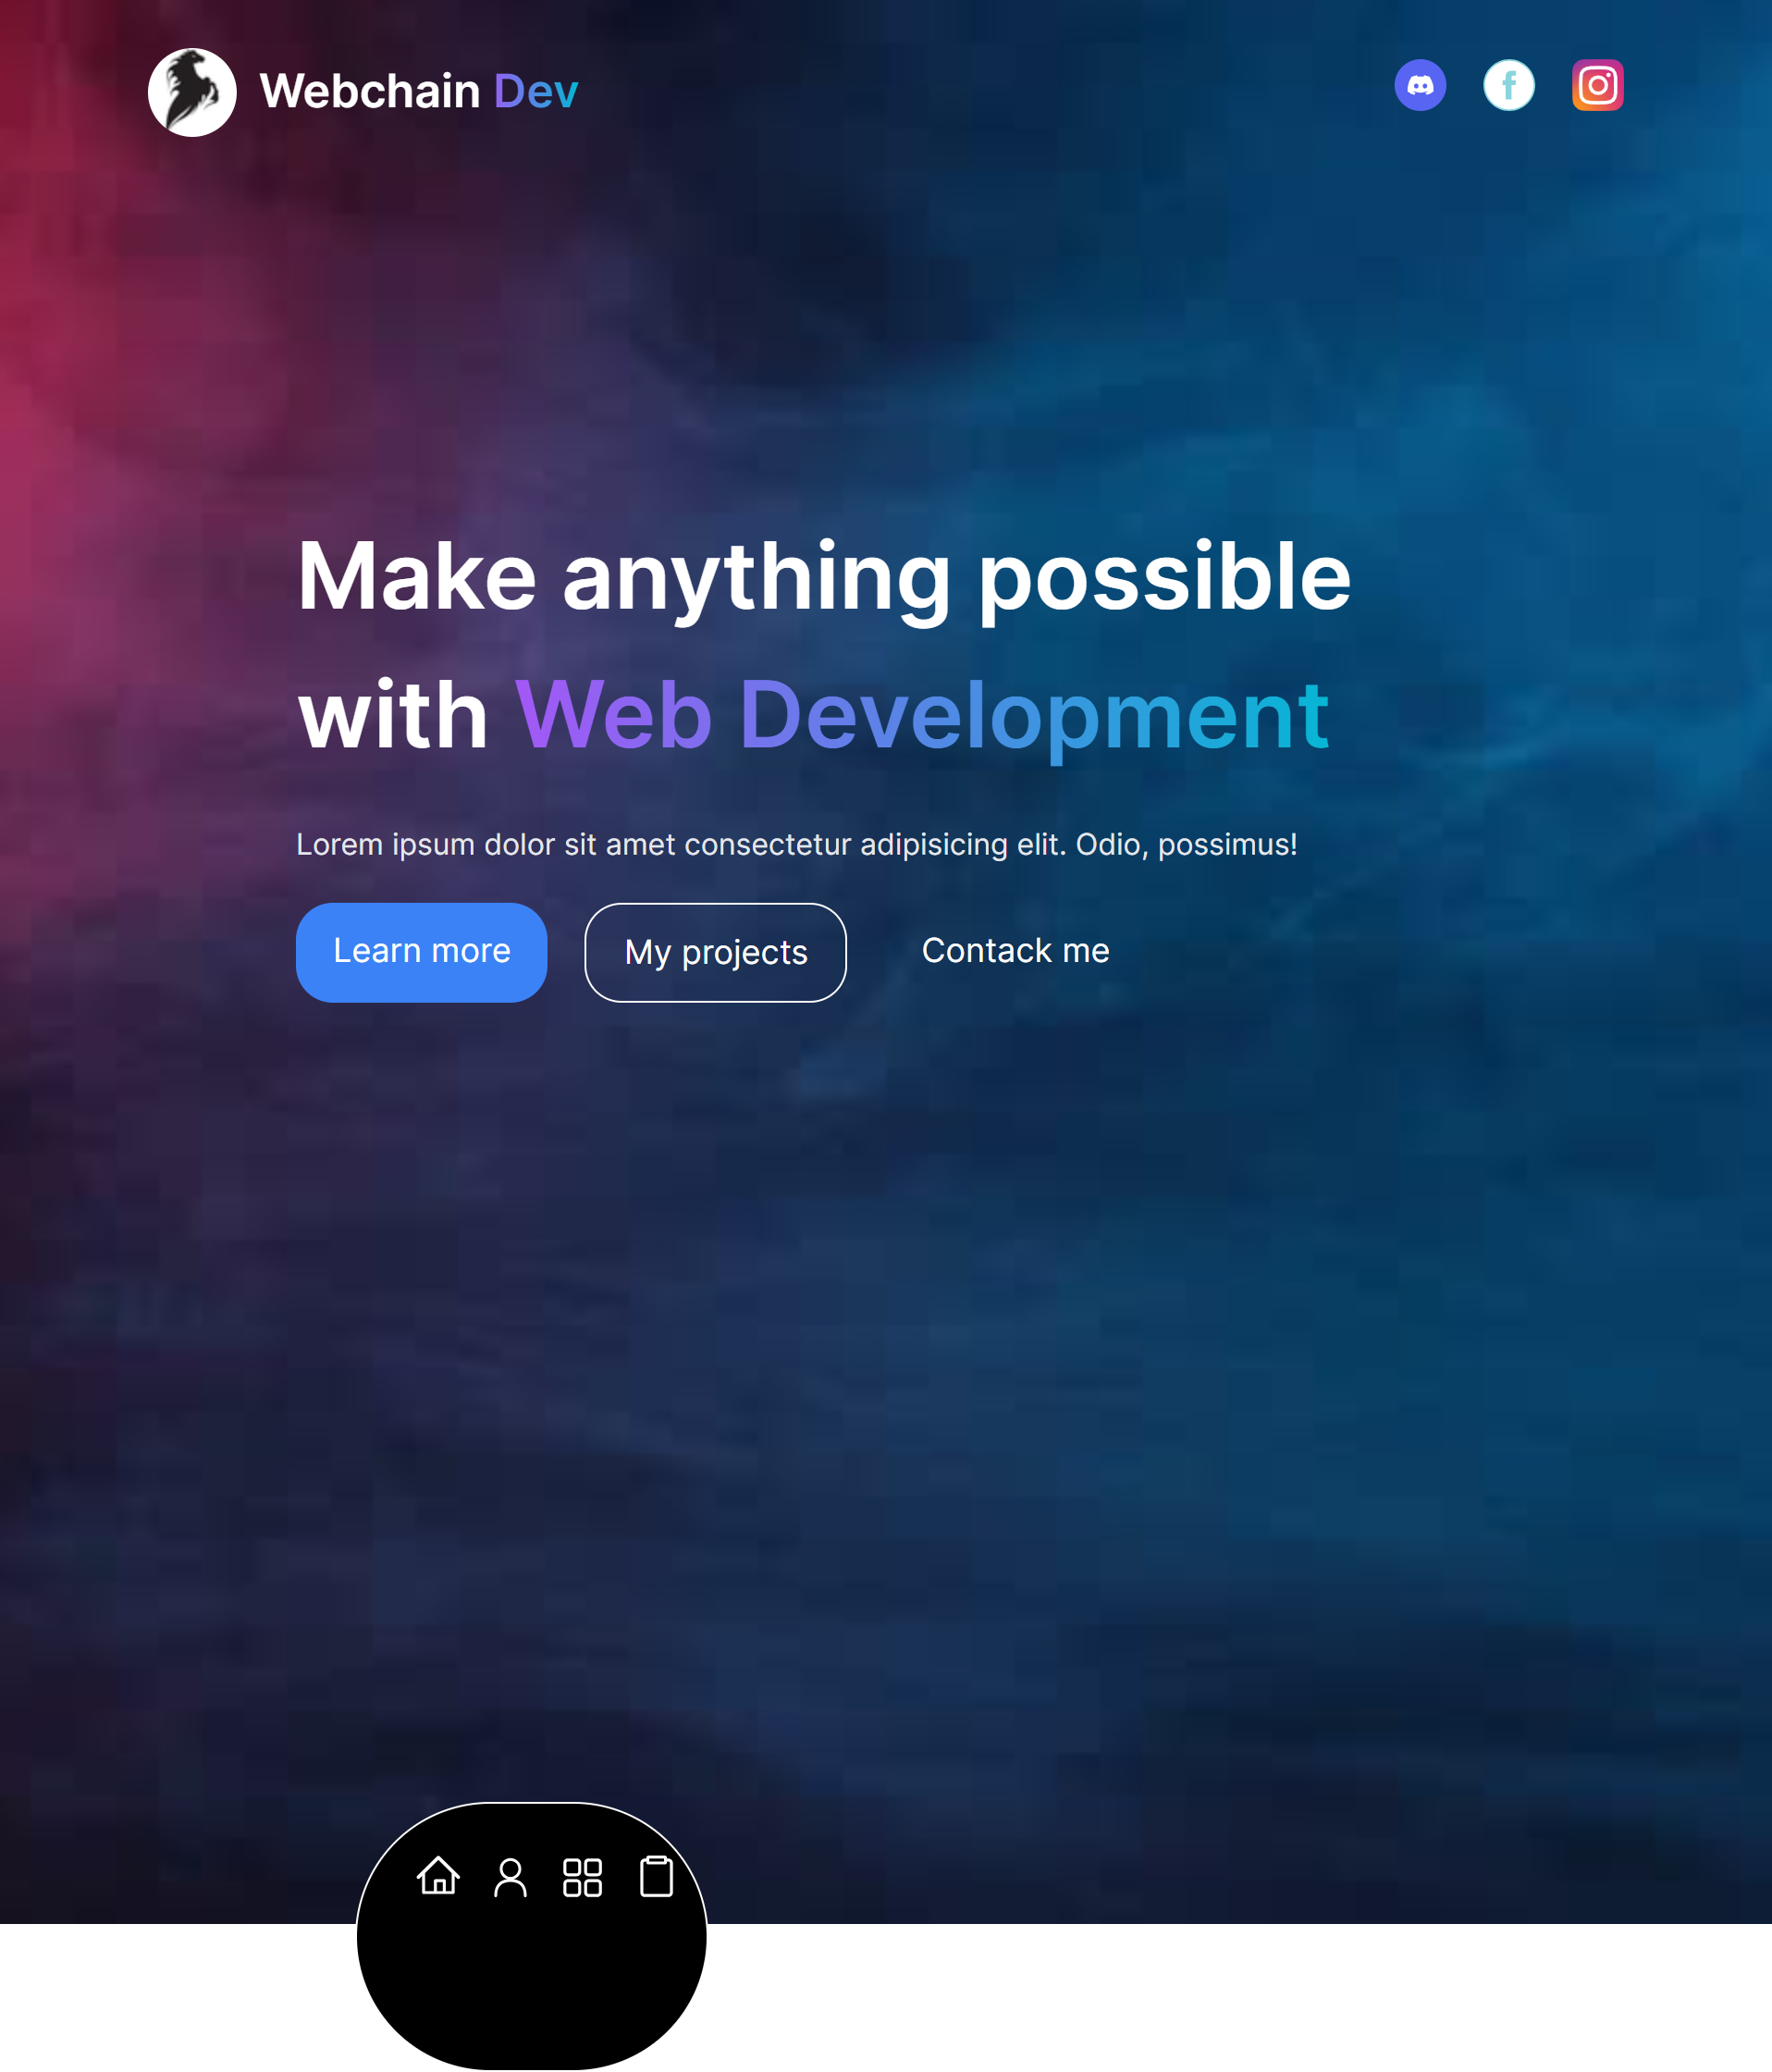 Webchain Dev
Make anything possible
with Web Development
Lorem ipsum dolor sit amet consectetur adipisicing elit. Odio, possimus!
Learn more
My projects
Contack me